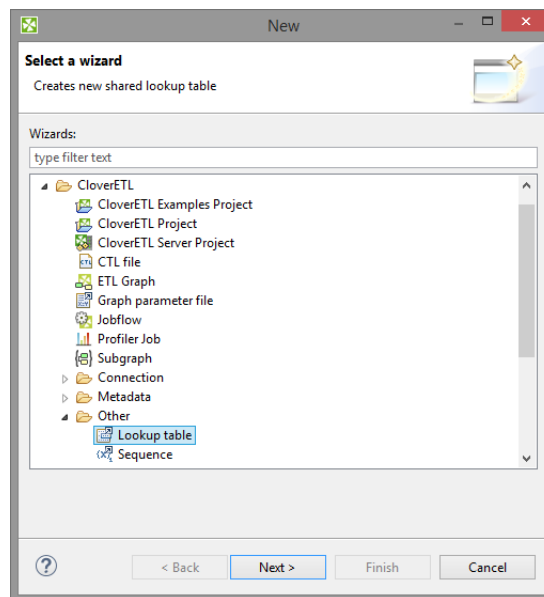 New
Select a wizard
Creates new shared lookup table
Wizards:
type filter text
CloverETL
CloverETL Examples Project
CloverETL Project
CloverETL Server Project
CTL file
ETL Graph
Graph parameter file
Jobflow
Profiler Job
Subgraph
Connection
Metadata
Other
Lookup table
Sequence
< Back Next > Finish Cancel